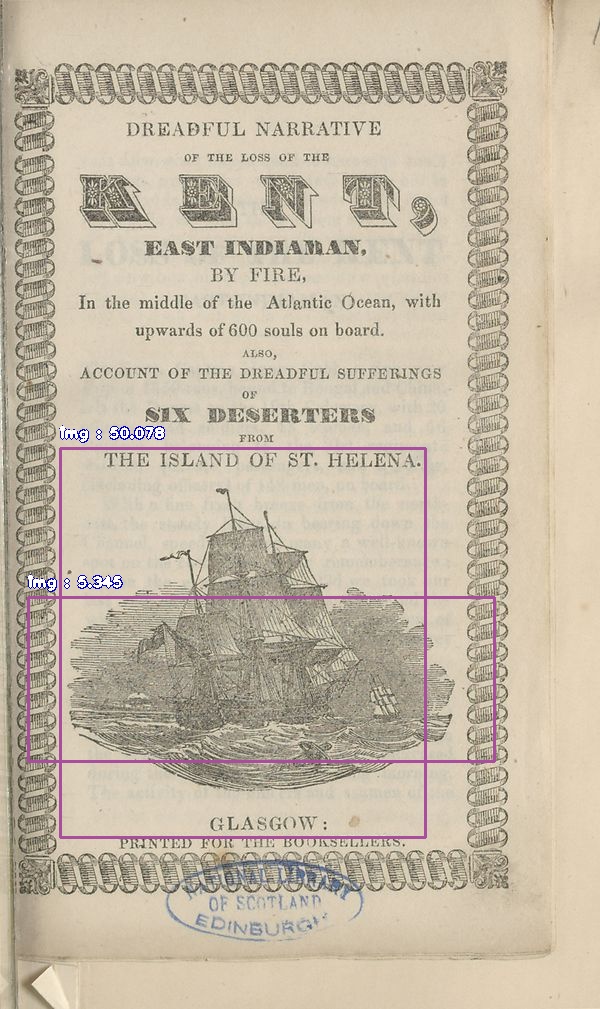 DREADFUL NARRATIVE
OF THE LOSS OF THE
KENT,
EAST INDIAMAN,
BY FIRE,
In the middle of the Atlantic Ocean, with
upwards of 600 souls on board.
ALSO,
ACCOUNT OF THE DREADFUL SUFFERINGS
OF
SIX DESERTERS
FROM
Img : 50.078
THE ISLAND OF ST. HELENA.
Img : 5.345
GLASGOW:
PRINTED FOR THE BOOKSELLERS.
NATIONAL LIBRARY
OF SCOTLAND
EDINBURGH